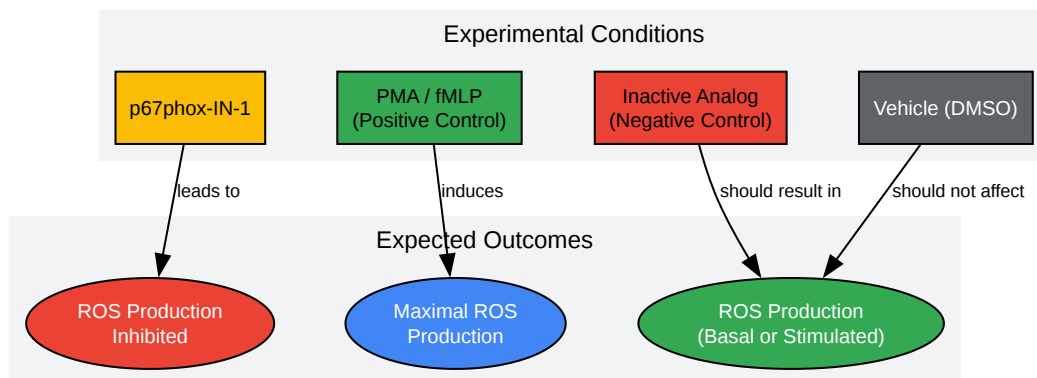 Experimental Conditions
p67phox-IN-1
PMA / fMLP
(Positive Control)
Inactive Analog
(Negative Control)
Vehicle (DMSO)
leads to
induces
should result in
should not affect
Expected Outcomes
ROS Production
Inhibited
Maximal ROS
Production
ROS Production
(Basal or Stimulated)